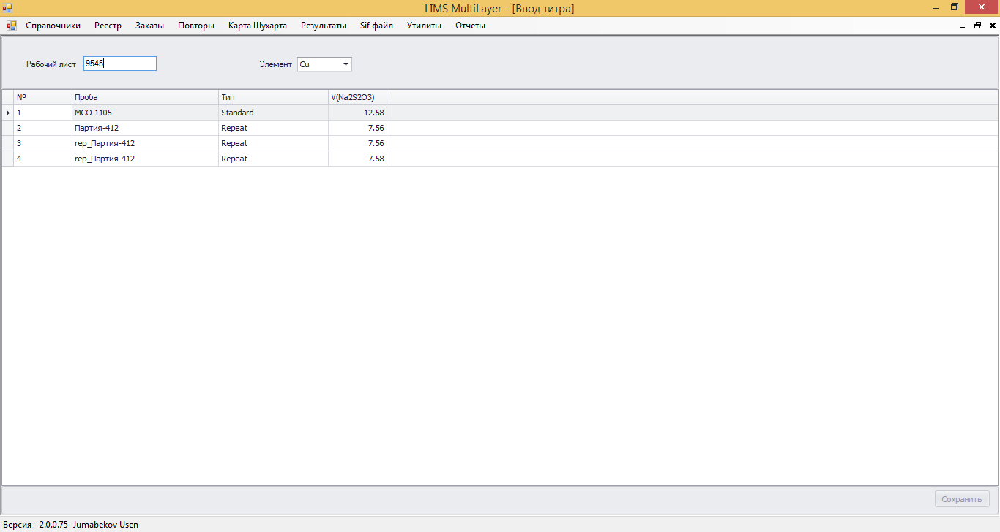 LIMS MultiLayer - [Ввод титра]
Справочники Реестр Заказы Повторы Карта Шухарта Результаты Sif файл Утилиты Отчеты
Рабочий лист 9545 Элемент Cu
№ Проба Тип V(Na2S2O3)
1 МСО 1105 Standard 12.58
2 Партия-412 Repeat 7.56
3 rep_Партия-412 Repeat 7.56
4 rep_Партия-412 Repeat 7.58
Сохранить
Версия - 2.0.0.75 Jumabekov Usen